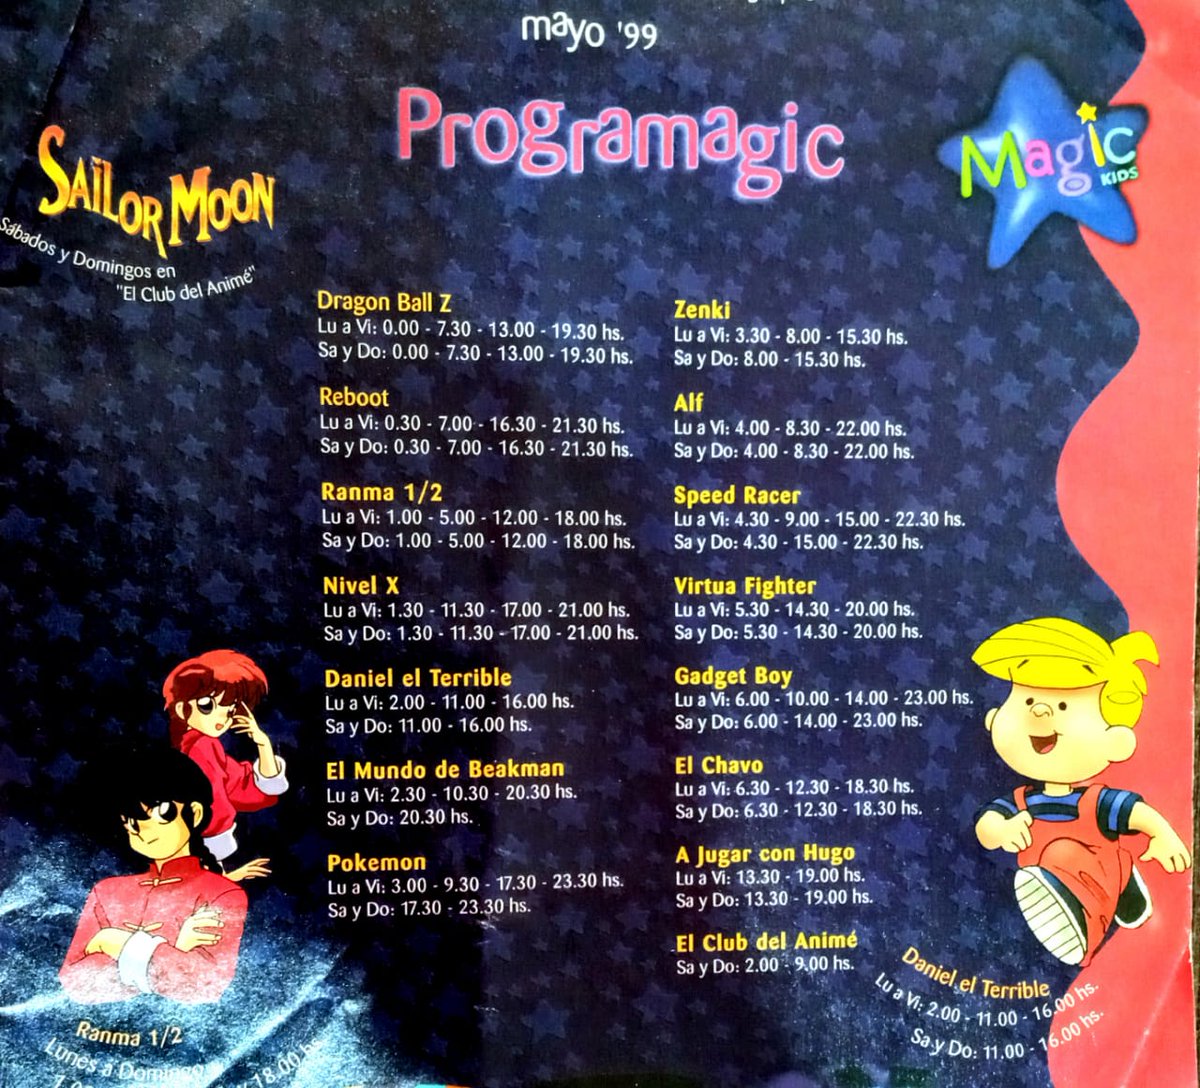 mayo '99
Programagic
Magic
KIDS
SAILOR MOON
Sábados y Domingos en
"El Club del Animé"
Dragon Ball Z
Lu a Vi: 0.00 - 7.30 - 13.00 - 19.30 hs.
Sa y Do: 0.00 - 7.30 - 13.00 - 19.30 hs.
Reboot
Lu a Vi: 0.30 - 7.00 - 16.30 - 21.30 hs.
Sa y Do: 0.30 - 7.00 - 16.30 - 21.30 hs.
Ranma 1/2
Lu a Vi: 1.00 - 5.00 - 12.00 - 18.00 hs.
Sa y Do: 1.00 - 5.00 - 12.00 - 18.00 hs.
Nivel X
Lu a Vi: 1.30 - 11.30 - 17.00 - 21.00 hs.
Sa y Do: 1.30 - 11.30 - 17.00 - 21.00 hs.
Daniel el Terrible
Lu a Vi: 2.00 - 11.00 - 16.00 hs.
Sa y Do: 11.00 - 16.00 hs.
El Mundo de Beakman
Lu a Vi: 2.30 - 10.30 - 20.30 hs.
Sa y Do: 20.30 hs.
Pokemon
Lu a Vi: 3.00 - 9.30 - 17.30 - 23.30 hs.
Sa y Do: 17.30 - 23.30 hs.
Zenki
Lu a Vi: 3.30 - 8.00 - 15.30 hs.
Sa y Do: 8.00 - 15.30 hs.
Alf
Lu a Vi: 4.00 - 8.30 - 22.00 hs.
Sa y Do: 4.00 - 8.30 - 22.00 hs.
Speed Racer
Lu a Vi: 4.30 - 9.00 - 15.00 - 22.30 hs.
Sa y Do: 4.30 - 15.00 - 22.30 hs.
Virtua Fighter
Lu a Vi: 5.30 - 14.30 - 20.00 hs.
Sa y Do: 5.30 - 14.30 - 20.00 hs.
Gadget Boy
Lu a Vi: 6.00 - 10.00 - 14.00 - 23.00 hs.
Sa y Do: 6.00 - 14.00 - 23.00 hs.
El Chavo
Lu a Vi: 6.30 - 12.30 - 18.30 hs.
Sa y Do: 6.30 - 12.30 - 18.30 hs.
A Jugar con Hugo
Lu a Vi: 13.30 - 19.00 hs.
Sa y Do: 13.30 - 19.00 hs.
El Club del Animé
Sa y Do: 2.00 - 9.00 hs.
Daniel el Terrible
Lu a Vi: 2.00 - 11.00 - 16.00 hs.
Sa y Do: 11.00 - 16.00 hs.
Ranma 1/2
Lunes a Domingo
y 18.00